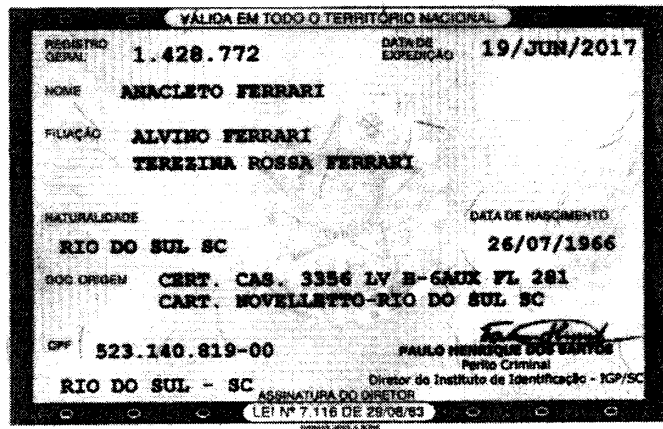 VÁLIDA EM TODO O TERRITÓRIO NACIONAL
REGISTRO GERAL 1.428.772 DATA DE EXPEDIÇÃO 19/JUN/2017
NOME ANACLETO FERRARI
FILIAÇÃO ALVINO FERRARI
TEREZINA ROSSA FERRARI
NATURALIDADE DATA DE NASCIMENTO
RIO DO SUL SC 26/07/1966
DOC ORIGEM CERT. CAS. 3356 LV B-6AUX FL 281
CART. NOVELLETTO-RIO DO SUL SC
CPF 523.140.819-00
PAULO HENRIQUE DOS SANTOS
Perito Criminal
RIO DO SUL - SC Diretor do Instituto de Identificação - IGP/SC
ASSINATURA DO DIRETOR
LEI Nº 7.116 DE 29/08/83